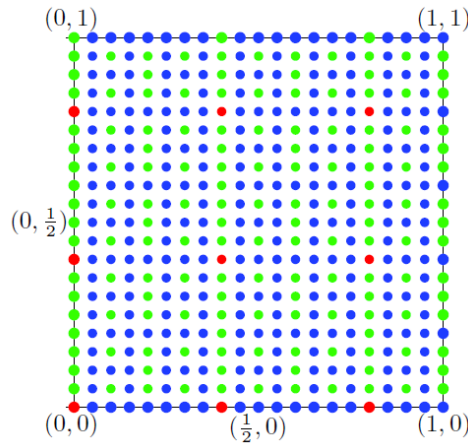 (0, 1) (1, 1)
(0, 1/2)
(0, 0) (1/2, 0) (1, 0)